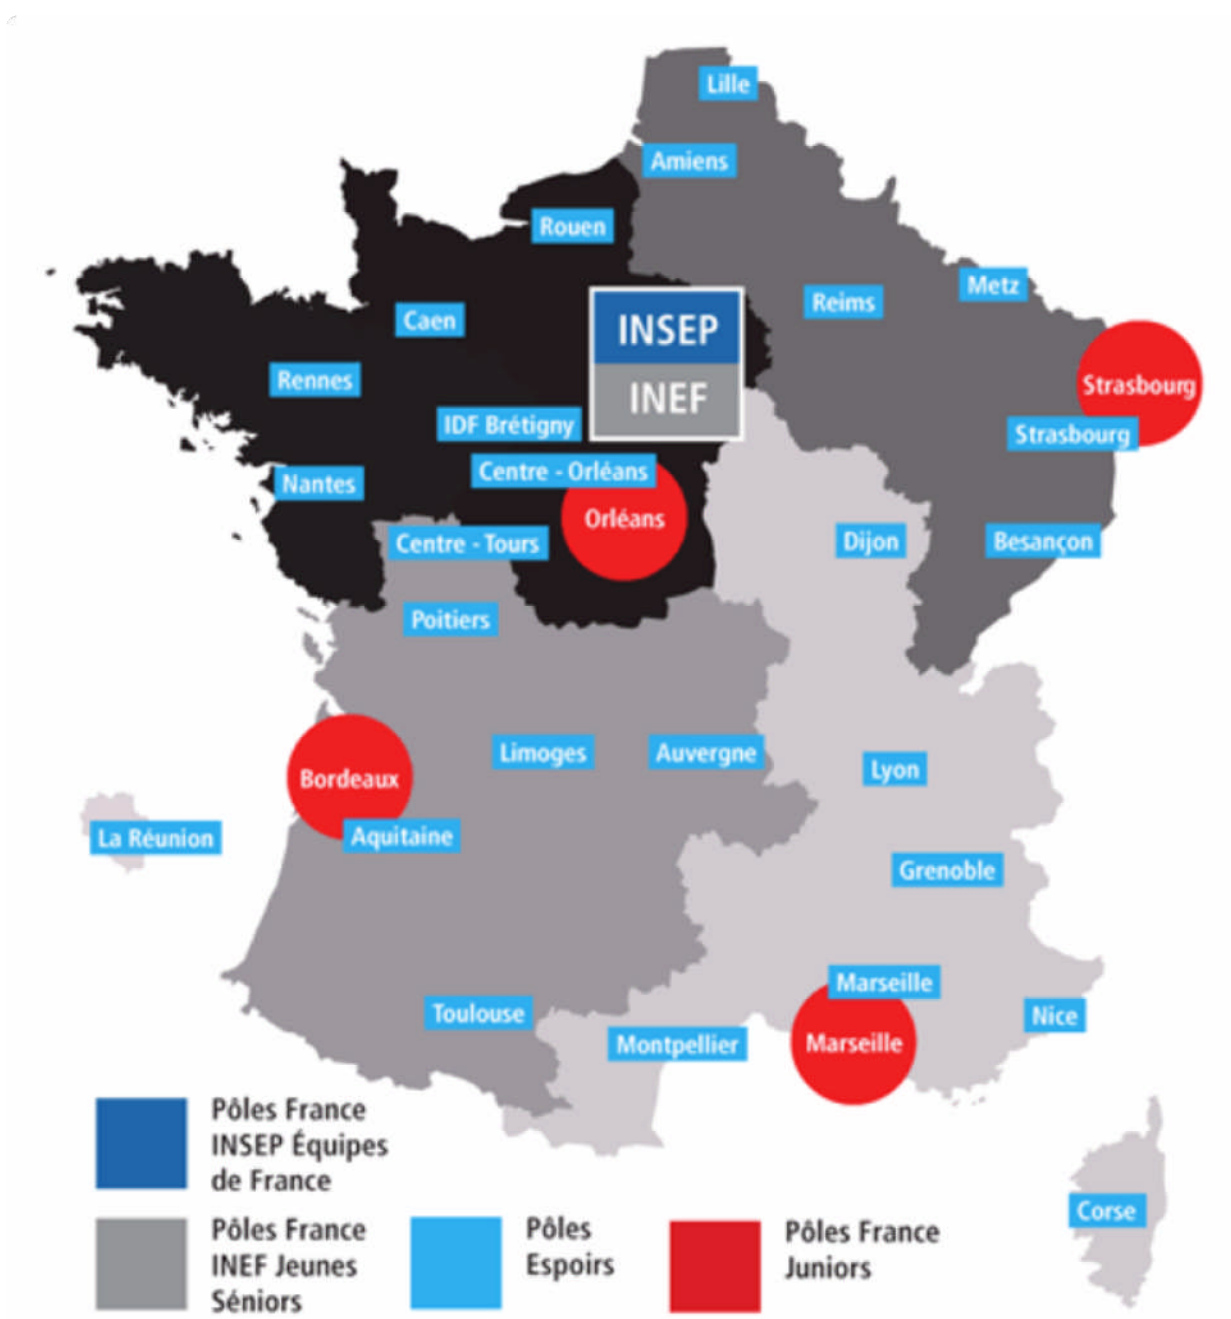 Lille
Amiens
Rouen
Metz
Reims
Caen
INSEP
INEF
Rennes
Strasbourg
IDF Brétigny
Strasbourg
Centre - Orléans
Nantes
Orléans
Centre - Tours
Dijon
Besançon
Poitiers
Limoges
Auvergne
Lyon
Bordeaux
Aquitaine
La Réunion
Grenoble
Marseille
Toulouse
Nice
Montpellier
Marseille
Corse
Pôles France
INSEP Équipes
de France
Pôles France
INEF Jeunes
Séniors
Pôles
Espoirs
Pôles France
Juniors